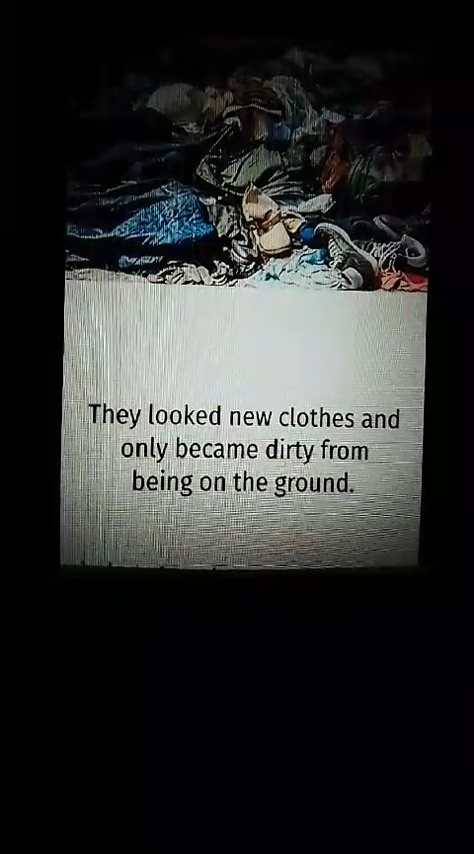 They looked new clothes and
only became dirty from
being on the ground.